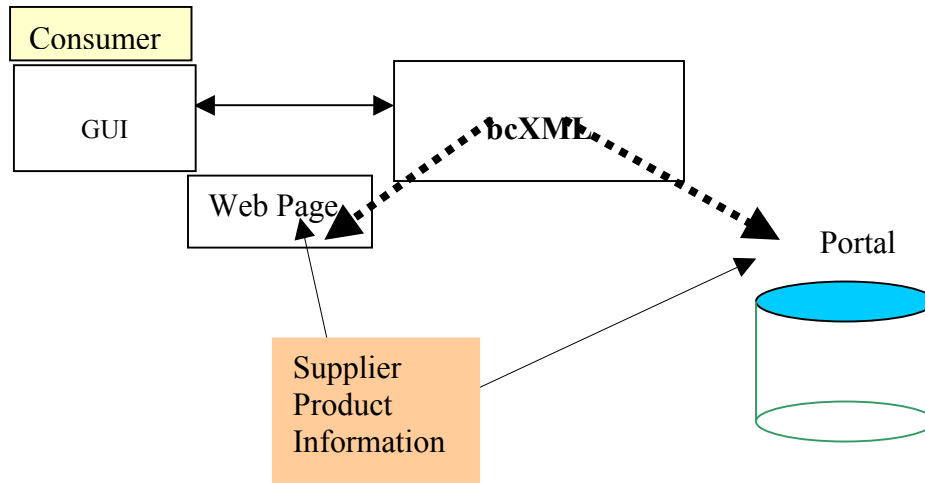 Consumer
GUI
bcXML
Web Page
Portal
Supplier
Product
Information